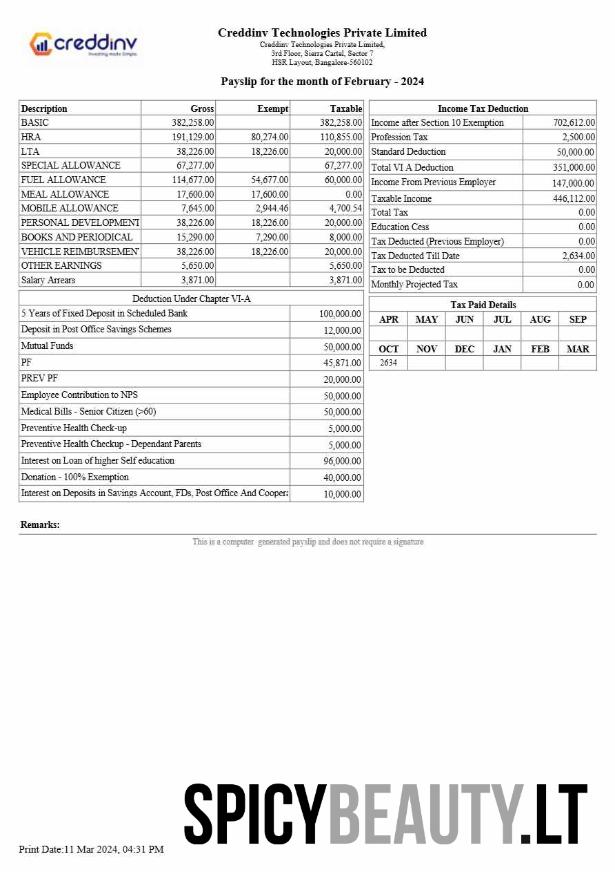 creddinv
Investing made Simple
Creddinv Technologies Private Limited
Creddinv Technologies Private Limited,
3rd Floor, Sierra Cartel, Sector 7
HSR Layout, Bangalore-560102
Payslip for the month of February - 2024
Description Gross Exempt Taxable
BASIC 382,258.00 382,258.00
HRA 191,129.00 80,274.00 110,855.00
LTA 38,226.00 18,226.00 20,000.00
SPECIAL ALLOWANCE 67,277.00 67,277.00
FUEL ALLOWANCE 114,677.00 54,677.00 60,000.00
MEAL ALLOWANCE 17,600.00 17,600.00 0.00
MOBILE ALLOWANCE 7,645.00 2,944.46 4,700.54
PERSONAL DEVELOPMENT 38,226.00 18,226.00 20,000.00
BOOKS AND PERIODICAL 15,290.00 7,290.00 8,000.00
VEHICLE REIMBURSEMEN 38,226.00 18,226.00 20,000.00
OTHER EARNINGS 5,650.00 5,650.00
Salary Arrears 3,871.00 3,871.00
Income Tax Deduction
Income after Section 10 Exemption 702,612.00
Profession Tax 2,500.00
Standard Deduction 50,000.00
Total VI A Deduction 351,000.00
Income From Previous Employer 147,000.00
Taxable Income 446,112.00
Total Tax 0.00
Education Cess 0.00
Tax Deducted (Previous Employer) 0.00
Tax Deducted Till Date 2,634.00
Tax to be Deducted 0.00
Monthly Projected Tax 0.00
Deduction Under Chapter VI-A
5 Years of Fixed Deposit in Scheduled Bank 100,000.00
Deposit in Post Office Savings Schemes 12,000.00
Mutual Funds 50,000.00
PF 45,871.00
PREV PF 20,000.00
Employee Contribution to NPS 50,000.00
Medical Bills - Senior Citizen (>60) 50,000.00
Preventive Health Check-up 5,000.00
Preventive Health Checkup - Dependant Parents 5,000.00
Interest on Loan of higher Self education 96,000.00
Donation - 100% Exemption 40,000.00
Interest on Deposits in Savings Account, FDs, Post Office And Cooper: 10,000.00
Tax Paid Details
APR MAY JUN JUL AUG SEP
OCT NOV DEC JAN FEB MAR
2634
Remarks:
This is a computer generated payslip and does not require a signature
SPICYBEAUTY.LT
Print Date:11 Mar 2024, 04:31 PM